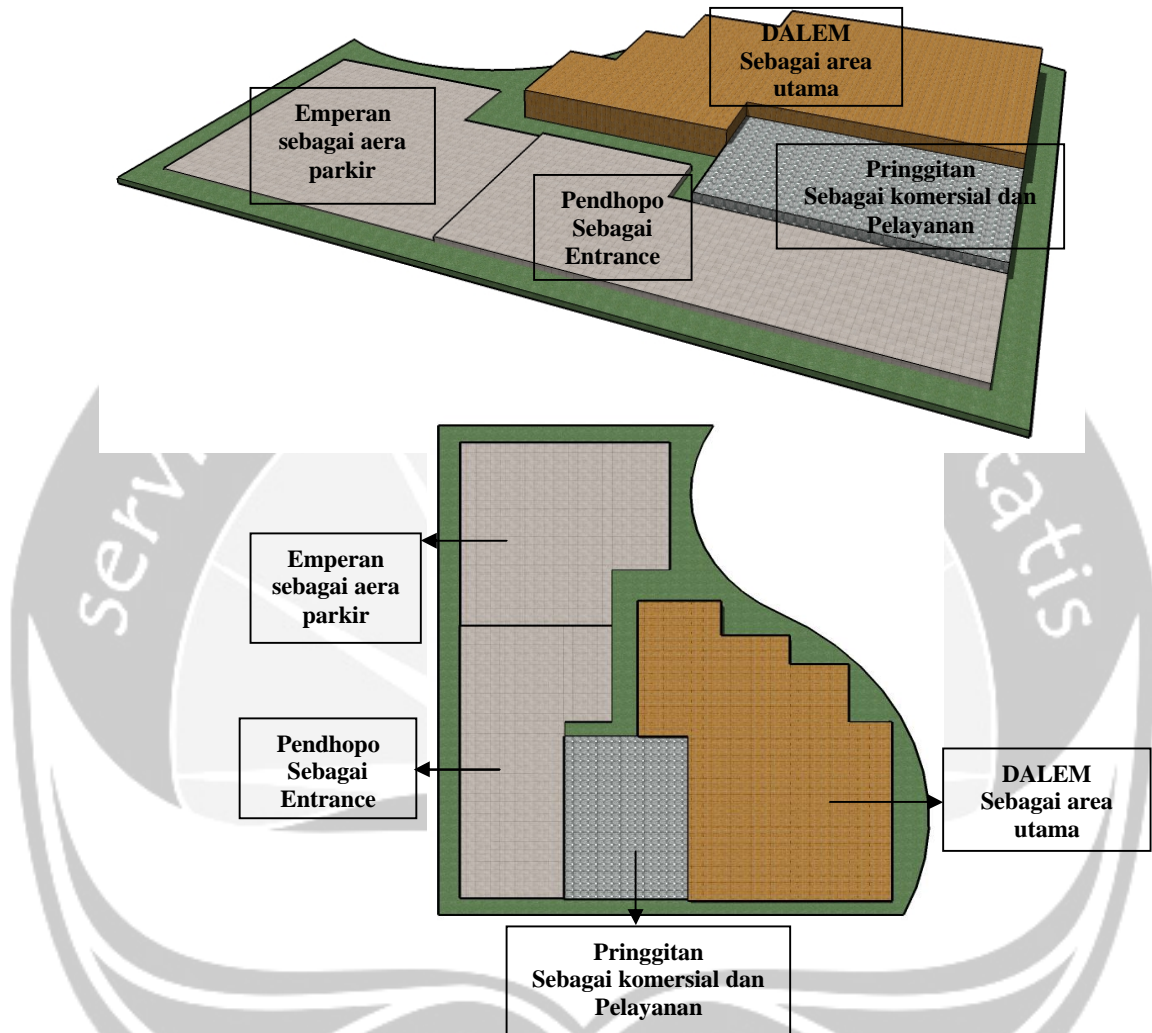 DALEM
Sebagai area
utama
Emperan
sebagai aera
parkir
Pringgitan
Sebagai komersial dan
Pelayanan
Pendhopo
Sebagai
Entrance
Emperan
sebagai aera
parkir
Pendhopo
Sebagai
Entrance
DALEM
Sebagai area
utama
Pringgitan
Sebagai komersial dan
Pelayanan